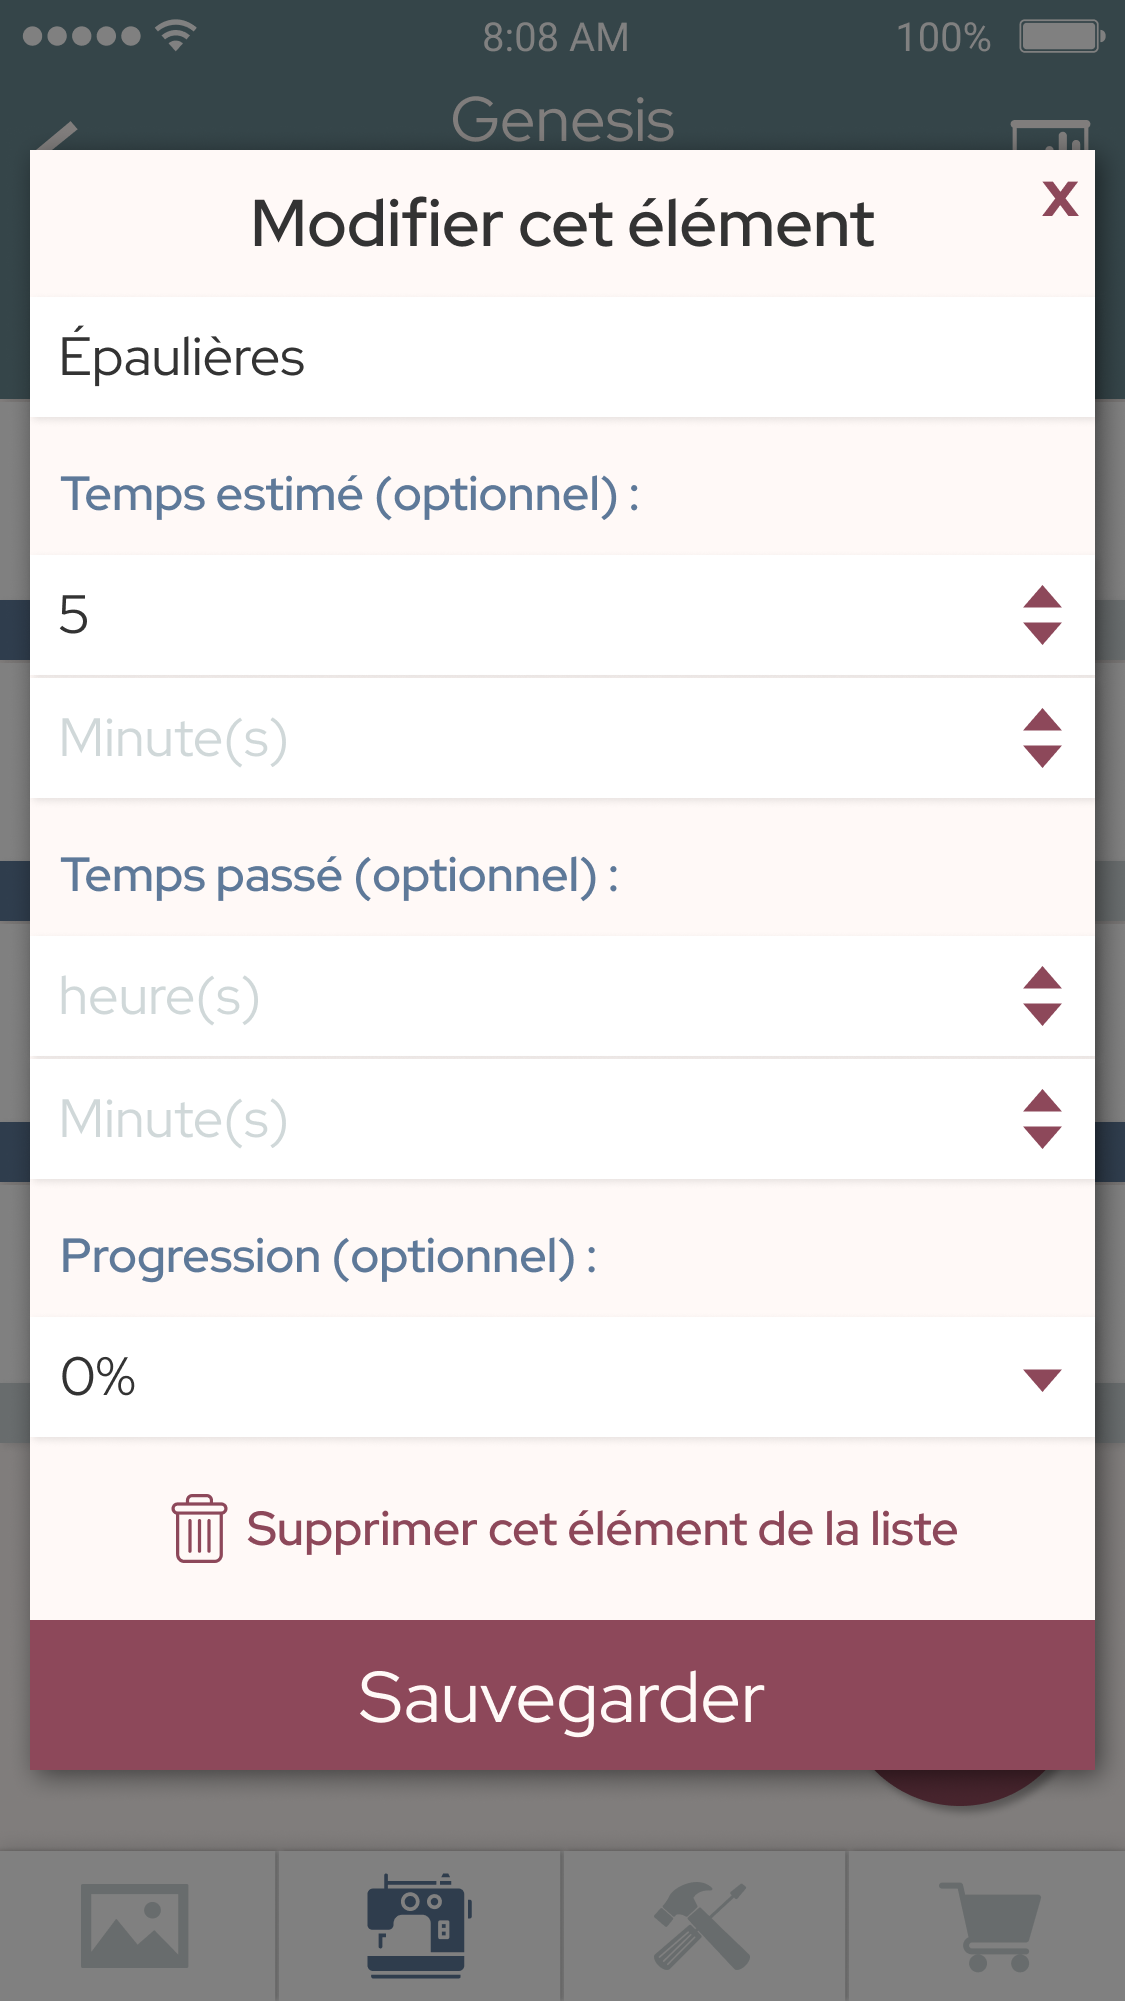 8:08 AM
100%
Genesis
Modifier cet élément
x
Épaulières
Temps estimé (optionnel) :
5
Minute(s)
Temps passé (optionnel) :
heure(s)
Minute(s)
Progression (optionnel) :
0%
Supprimer cet élément de la liste
Sauvegarder